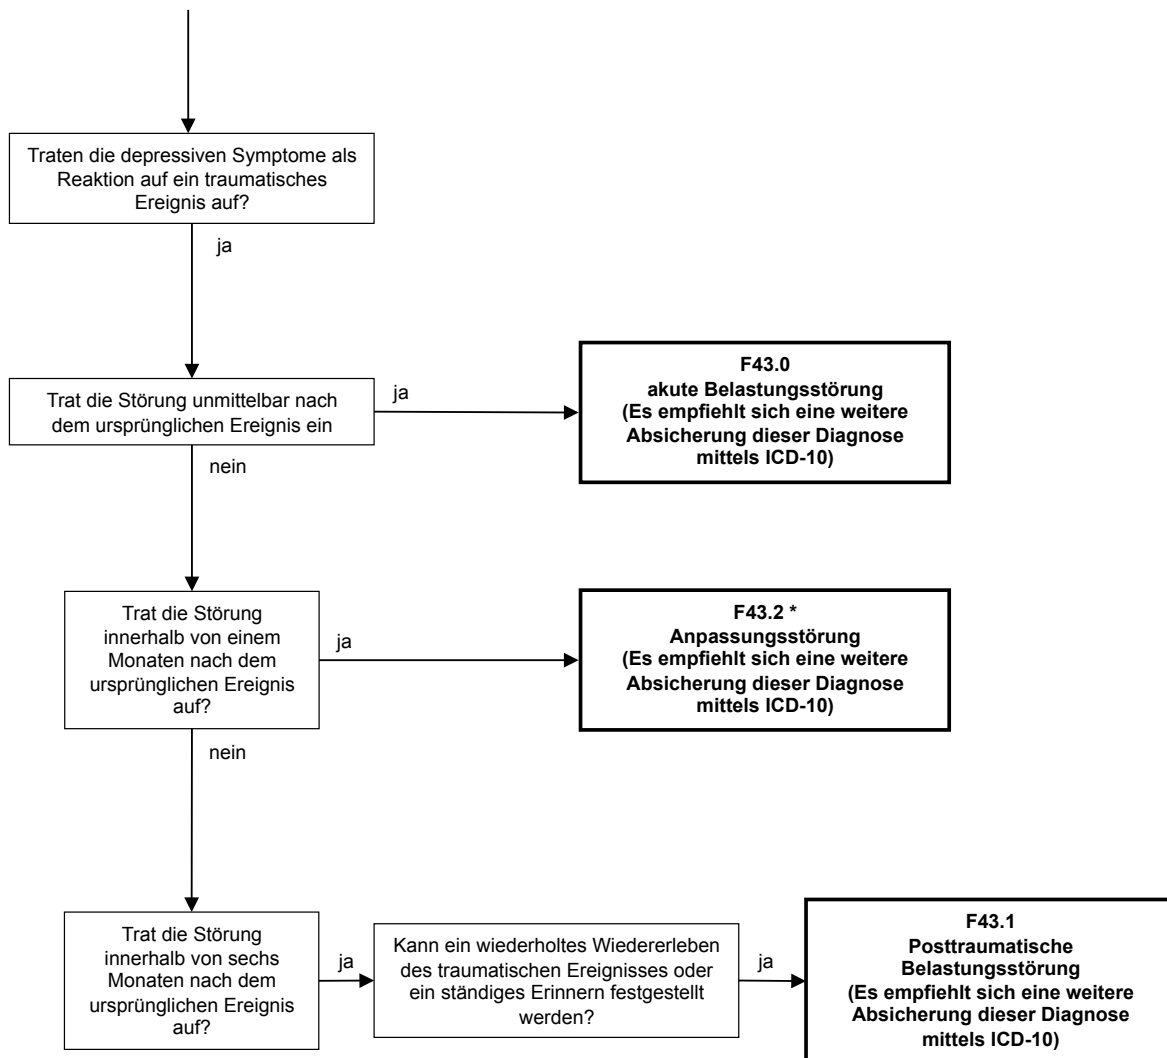 Traten die depressiven Symptome als
Reaktion auf ein traumatisches
Ereignis auf?
ja
Trat die Störung unmittelbar nach
dem ursprünglichen Ereignis ein
ja
F43.0
akute Belastungsstörung
(Es empfiehlt sich eine weitere
Absicherung dieser Diagnose
mittels ICD-10)
nein
Trat die Störung
innerhalb von einem
Monaten nach dem
ursprünglichen Ereignis
auf?
ja
F43.2 *
Anpassungsstörung
(Es empfiehlt sich eine weitere
Absicherung dieser Diagnose
mittels ICD-10)
nein
Trat die Störung
innerhalb von sechs
Monaten nach dem
ursprünglichen Ereignis
auf?
ja
Kann ein wiederholtes Wiedererleben
des traumatischen Ereignisses oder
ein ständiges Erinnern festgestellt
werden?
ja
F43.1
Posttraumatische
Belastungsstörung
(Es empfiehlt sich eine weitere
Absicherung dieser Diagnose
mittels ICD-10)